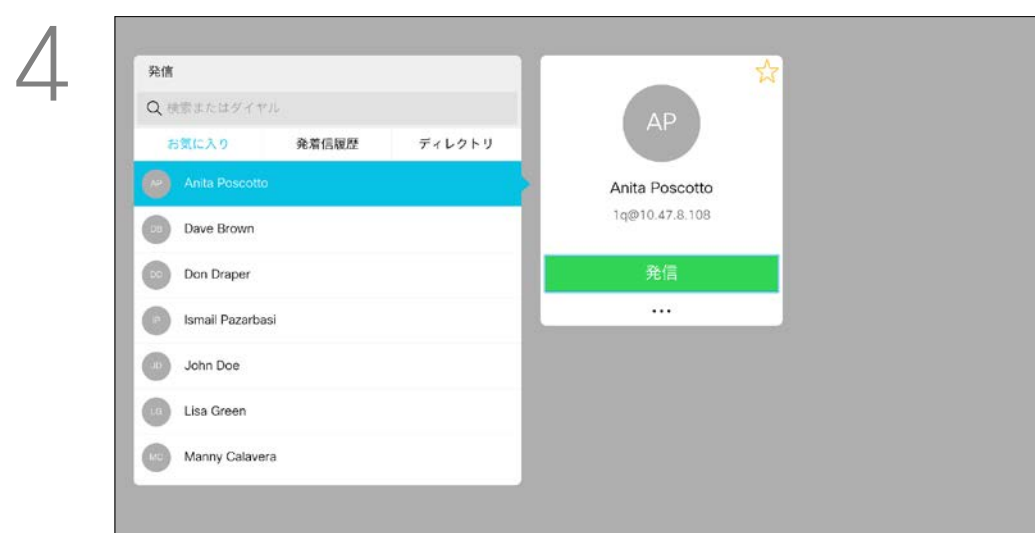 4
発信
検索またはダイヤル
お気に入り 発着信履歴 ディレクトリ
AP Anita Poscotto
DB Dave Brown
DD Don Draper
IP Ismail Pazarbasi
JD John Doe
LG Lisa Green
MC Manny Calavera
AP
Anita Poscotto
1q@10.47.8.108
発信
...